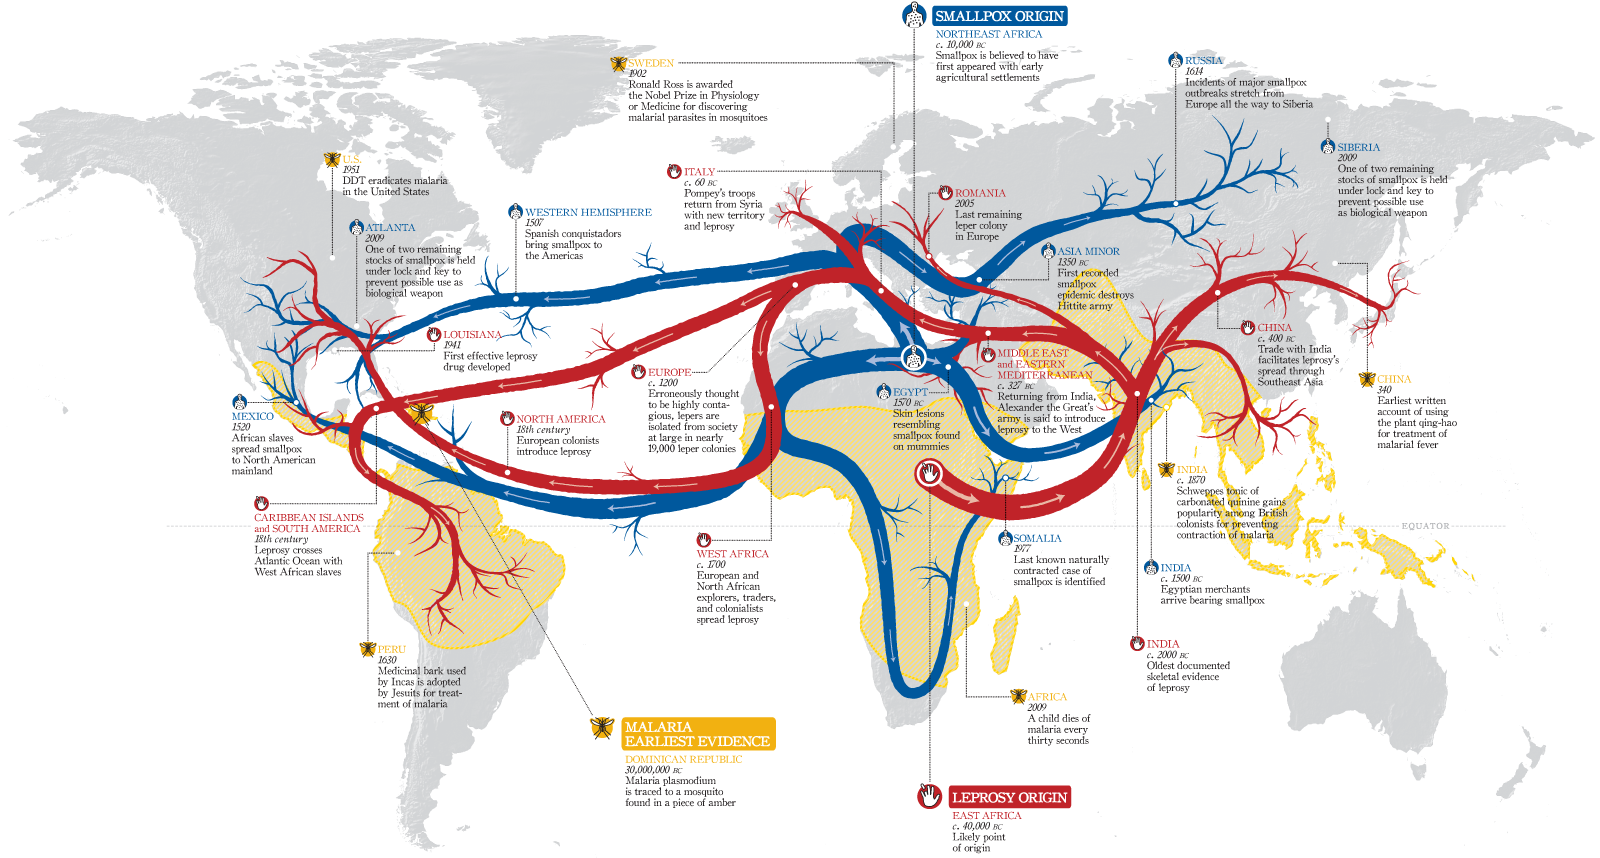 SMALLPOX ORIGIN
NORTHEAST AFRICA
c. 10,000 BC
Smallpox is believed to have
first appeared with early
agricultural settlements
SWEDEN
1902
Ronald Ross is awarded
the Nobel Prize in Physiology
or Medicine for discovering
malarial parasites in mosquitoes
RUSSIA
1614
Incidents of major smallpox
outbreaks stretch from
Europe all the way to Siberia
SIBERIA
2009
One of two remaining
stocks of smallpox is held
under lock and key to
prevent possible use
as biological weapon
U.S.
1951
DDT eradicates malaria
in the United States
ITALY
c. 60 BC
Pompey's troops
return from Syria
with new territory
and leprosy
ROMANIA
2005
Last remaining
leper colony
in Europe
ATLANTA
2009
One of two remaining
stocks of smallpox is held
under lock and key to
prevent possible use as
biological weapon
WESTERN HEMISPHERE
1507
Spanish conquistadors
bring smallpox to
the Americas
ASIA MINOR
1350 BC
First recorded
smallpox
epidemic destroys
Hittite army
LOUISIANA
1941
First effective leprosy
drug developed
CHINA
c. 400 BC
Trade with India
facilitates leprosy's
spread through
Southeast Asia
MIDDLE EAST
and EASTERN
MEDITERRANEAN
c. 327 BC
Returning from India,
Alexander the Great's
army is said to introduce
leprosy to the West
EUROPE
c. 1200
Erroneously thought
to be highly conta-
gious, lepers are
isolated from society
at large in nearly
19,000 leper colonies
CHINA
340
Earliest written
account of using
the plant qing-hao
for treatment of
malarial fever
EGYPT
1570 BC
Skin lesions
resembling
smallpox found
on mummies
MEXICO
1520
African slaves
spread smallpox
to North American
mainland
NORTH AMERICA
18th century
European colonists
introduce leprosy
INDIA
c. 1870
Schweppes tonic of
carbonated quinine gains
popularity among British
colonists for preventing
contraction of malaria
EQUATOR
CARIBBEAN ISLANDS
and SOUTH AMERICA
18th century
Leprosy crosses
Atlantic Ocean with
West African slaves
WEST AFRICA
c. 1700
European and
North African
explorers, traders,
and colonialists
spread leprosy
SOMALIA
1977
Last known naturally
contracted case of
smallpox is identified
INDIA
c. 1500 BC
Egyptian merchants
arrive bearing smallpox
INDIA
c. 2000 BC
Oldest documented
skeletal evidence
of leprosy
PERU
1630
Medicinal bark used
by Incas is adopted
by Jesuits for treat-
ment of malaria
AFRICA
2009
A child dies of
malaria every
thirty seconds
MALARIA
EARLIEST EVIDENCE
DOMINICAN REPUBLIC
30,000,000 BC
Malaria plasmodium
is traced to a mosquito
found in a piece of amber
LEPROSY ORIGIN
EAST AFRICA
c. 40,000 BC
Likely point
of origin